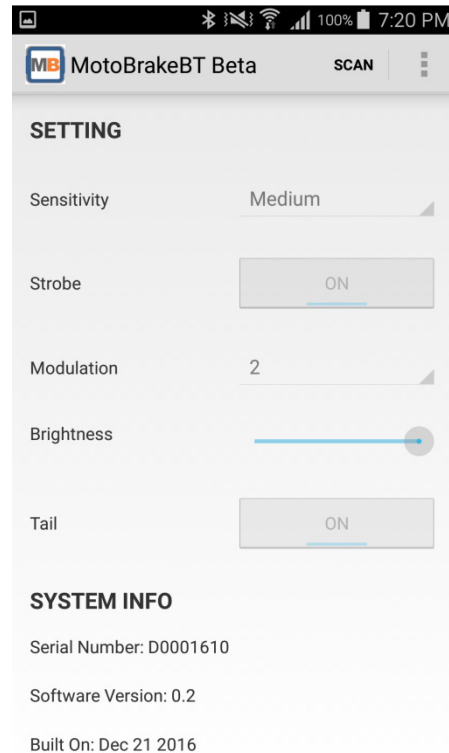 100% 7:20 PM
MB MotoBrakeBT Beta SCAN
SETTING
Sensitivity Medium
Strobe ON
Modulation 2
Brightness
Tail ON
SYSTEM INFO
Serial Number: D0001610
Software Version: 0.2
Built On: Dec 21 2016